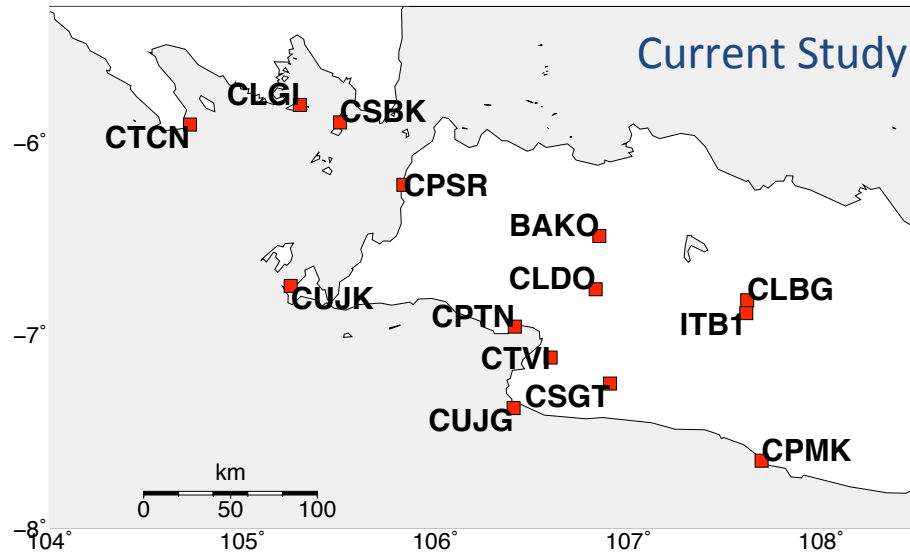 Current Study
CLGI
CSBK
CTCN
−6˚
CPSR
BAKO
CLDO
CLBG
CUJK
CPTN
ITB1
−7˚
CTVI
CSGT
CUJG
CPMK
km
0 50 100
−8˚
104˚ 105˚ 106˚ 107˚ 108˚